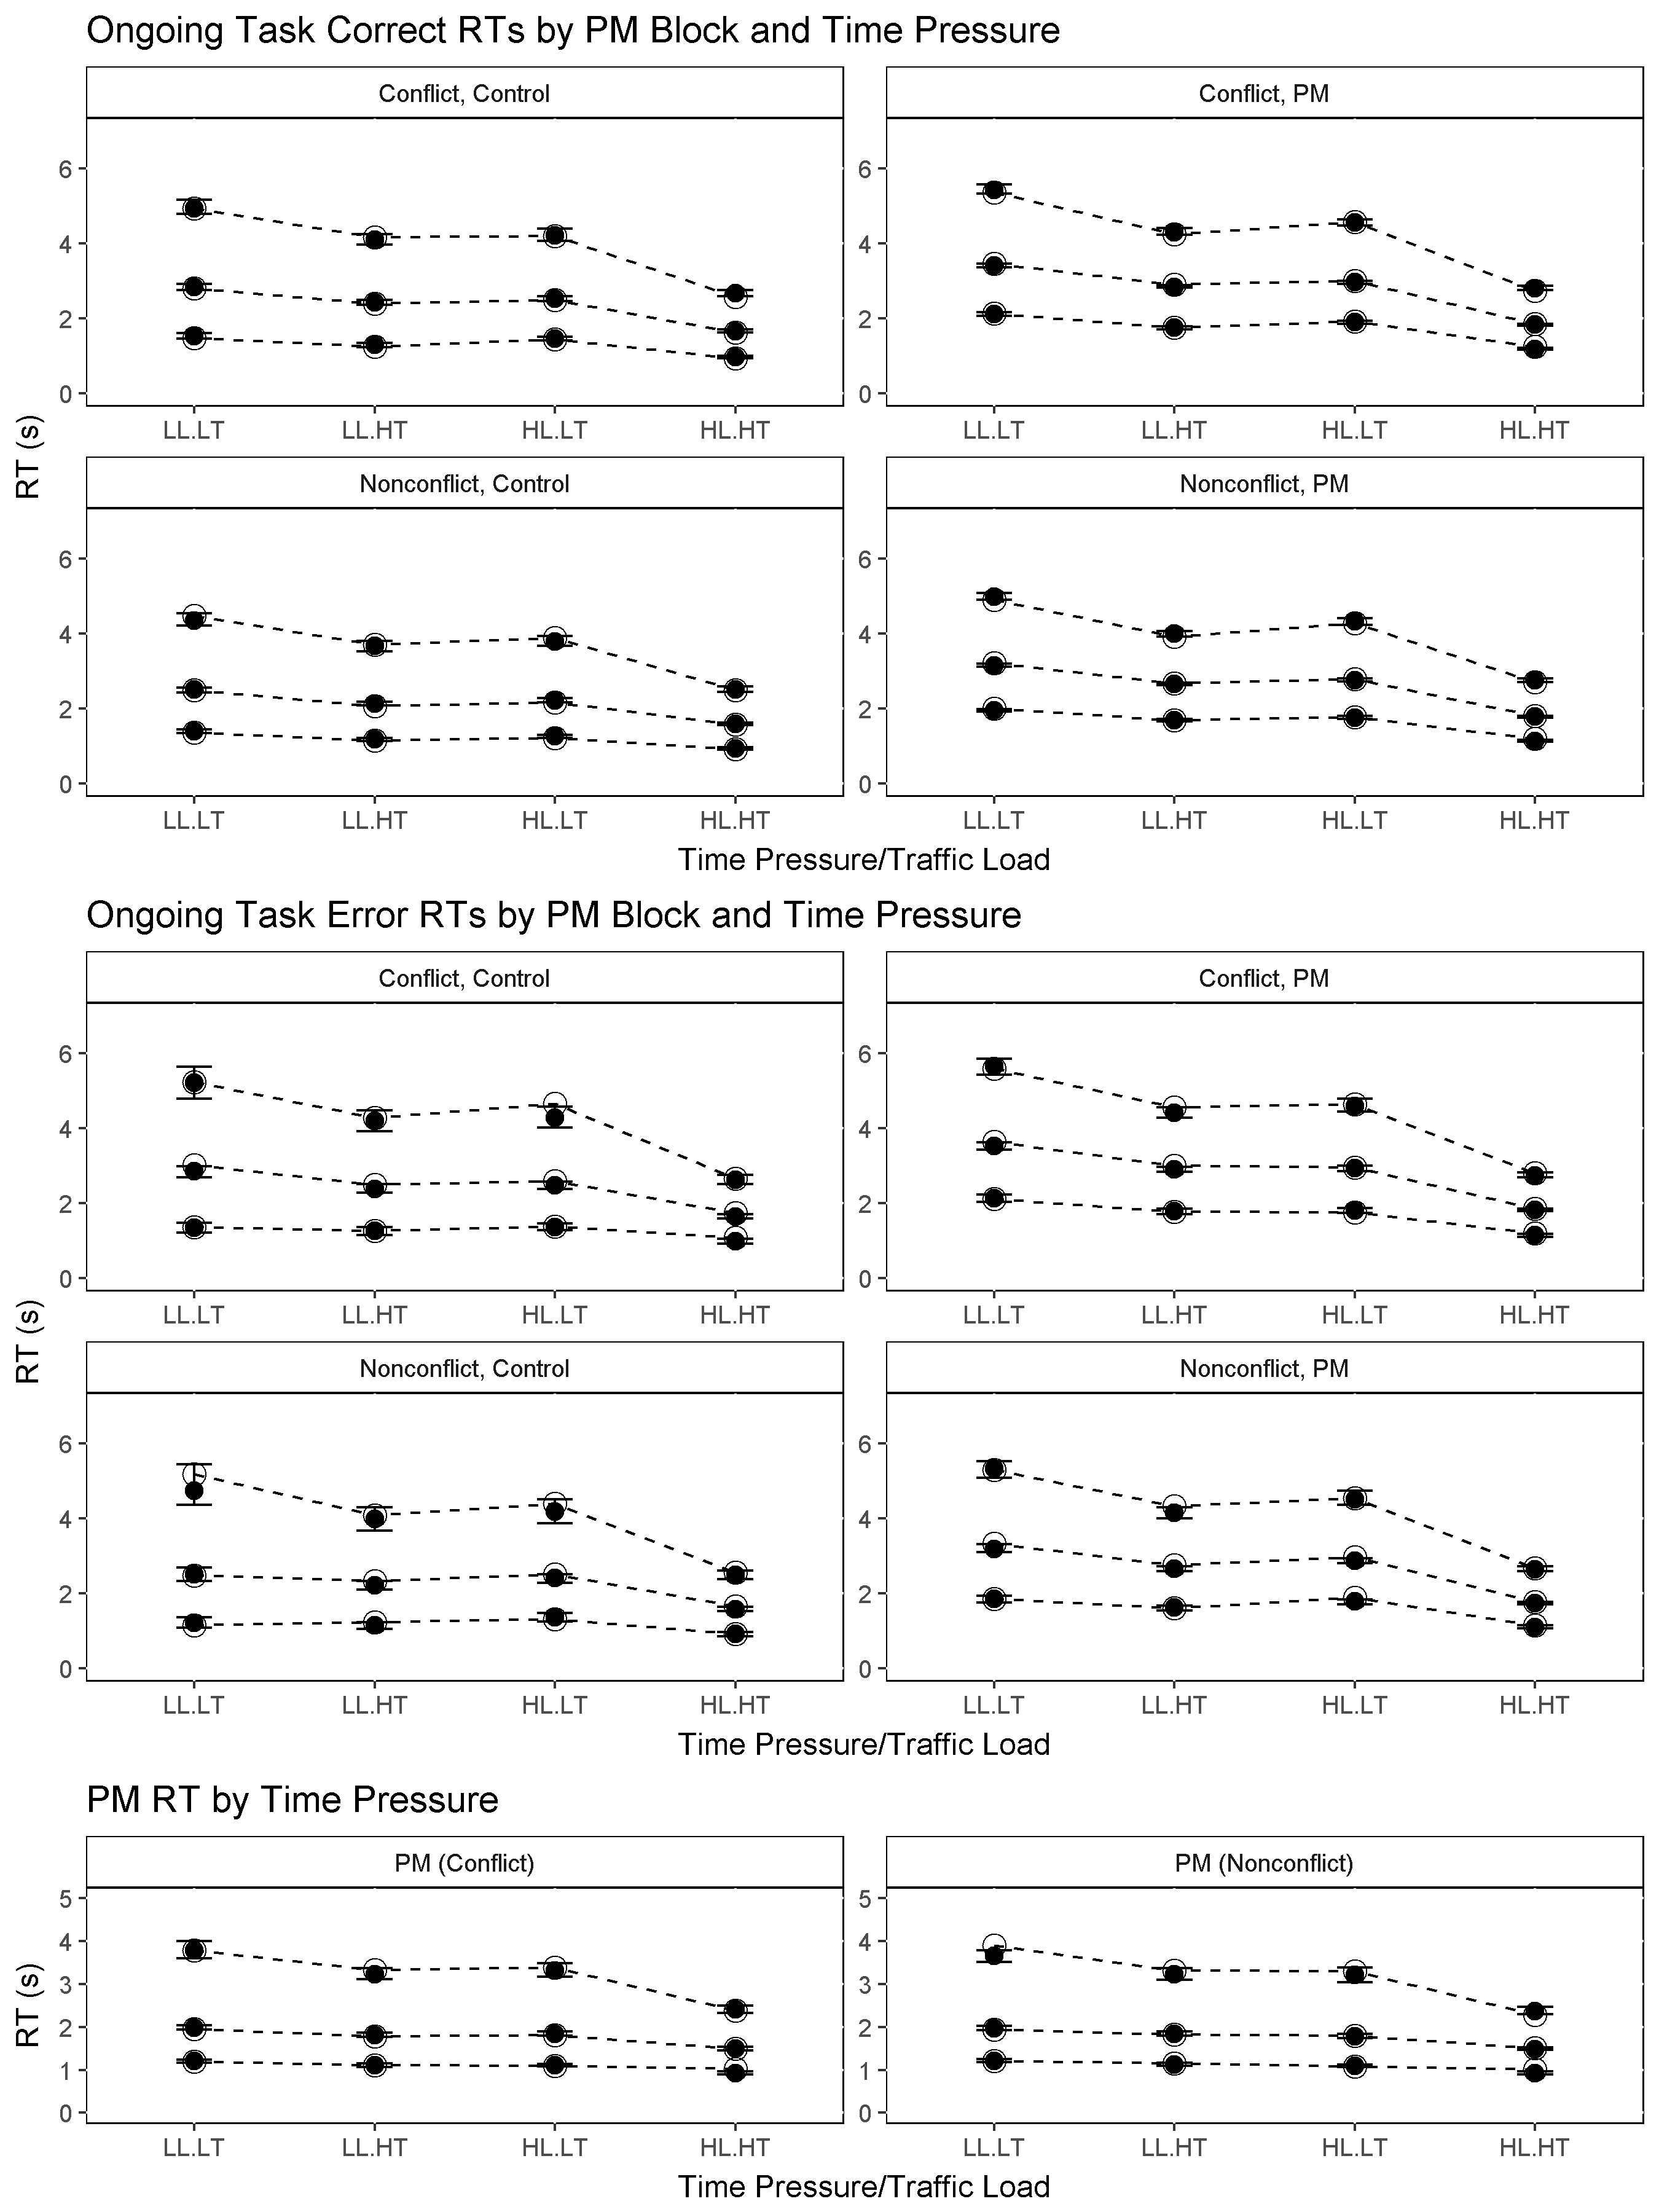 Ongoing Task Correct RTs by PM Block and Time Pressure
Conflict, Control
Conflict, PM
6
4
2
0
6
4
2
0
LL.LT LL.HT HL.LT HL.HT
LL.LT LL.HT HL.LT HL.HT
RT (s)
Nonconflict, Control
Nonconflict, PM
6
4
2
0
6
4
2
0
LL.LT LL.HT HL.LT HL.HT
LL.LT LL.HT HL.LT HL.HT
Time Pressure/Traffic Load
Ongoing Task Error RTs by PM Block and Time Pressure
Conflict, Control
Conflict, PM
6
4
2
0
6
4
2
0
LL.LT LL.HT HL.LT HL.HT
LL.LT LL.HT HL.LT HL.HT
RT (s)
Nonconflict, Control
Nonconflict, PM
6
4
2
0
6
4
2
0
LL.LT LL.HT HL.LT HL.HT
LL.LT LL.HT HL.LT HL.HT
Time Pressure/Traffic Load
PM RT by Time Pressure
PM (Conflict)
PM (Nonconflict)
5
4
3
2
1
0
5
4
3
2
1
0
RT (s)
LL.LT LL.HT HL.LT HL.HT
LL.LT LL.HT HL.LT HL.HT
Time Pressure/Traffic Load